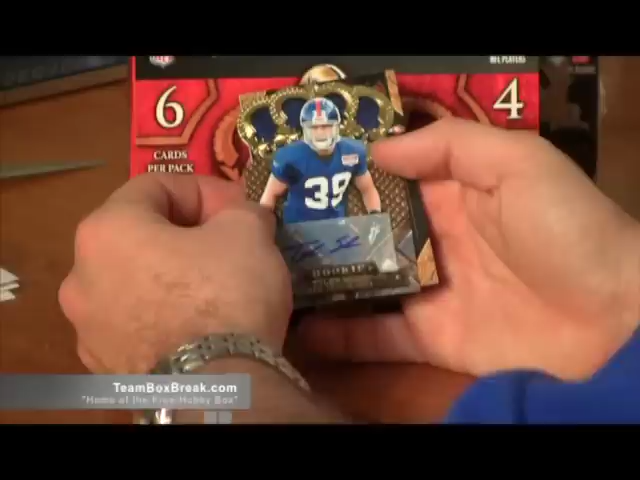 NFL PLAYERS
6
4
CARDS
PER PACK
39
ROOKIE
TeamBoxBreak.com
"Home of the Free Hobby Box"